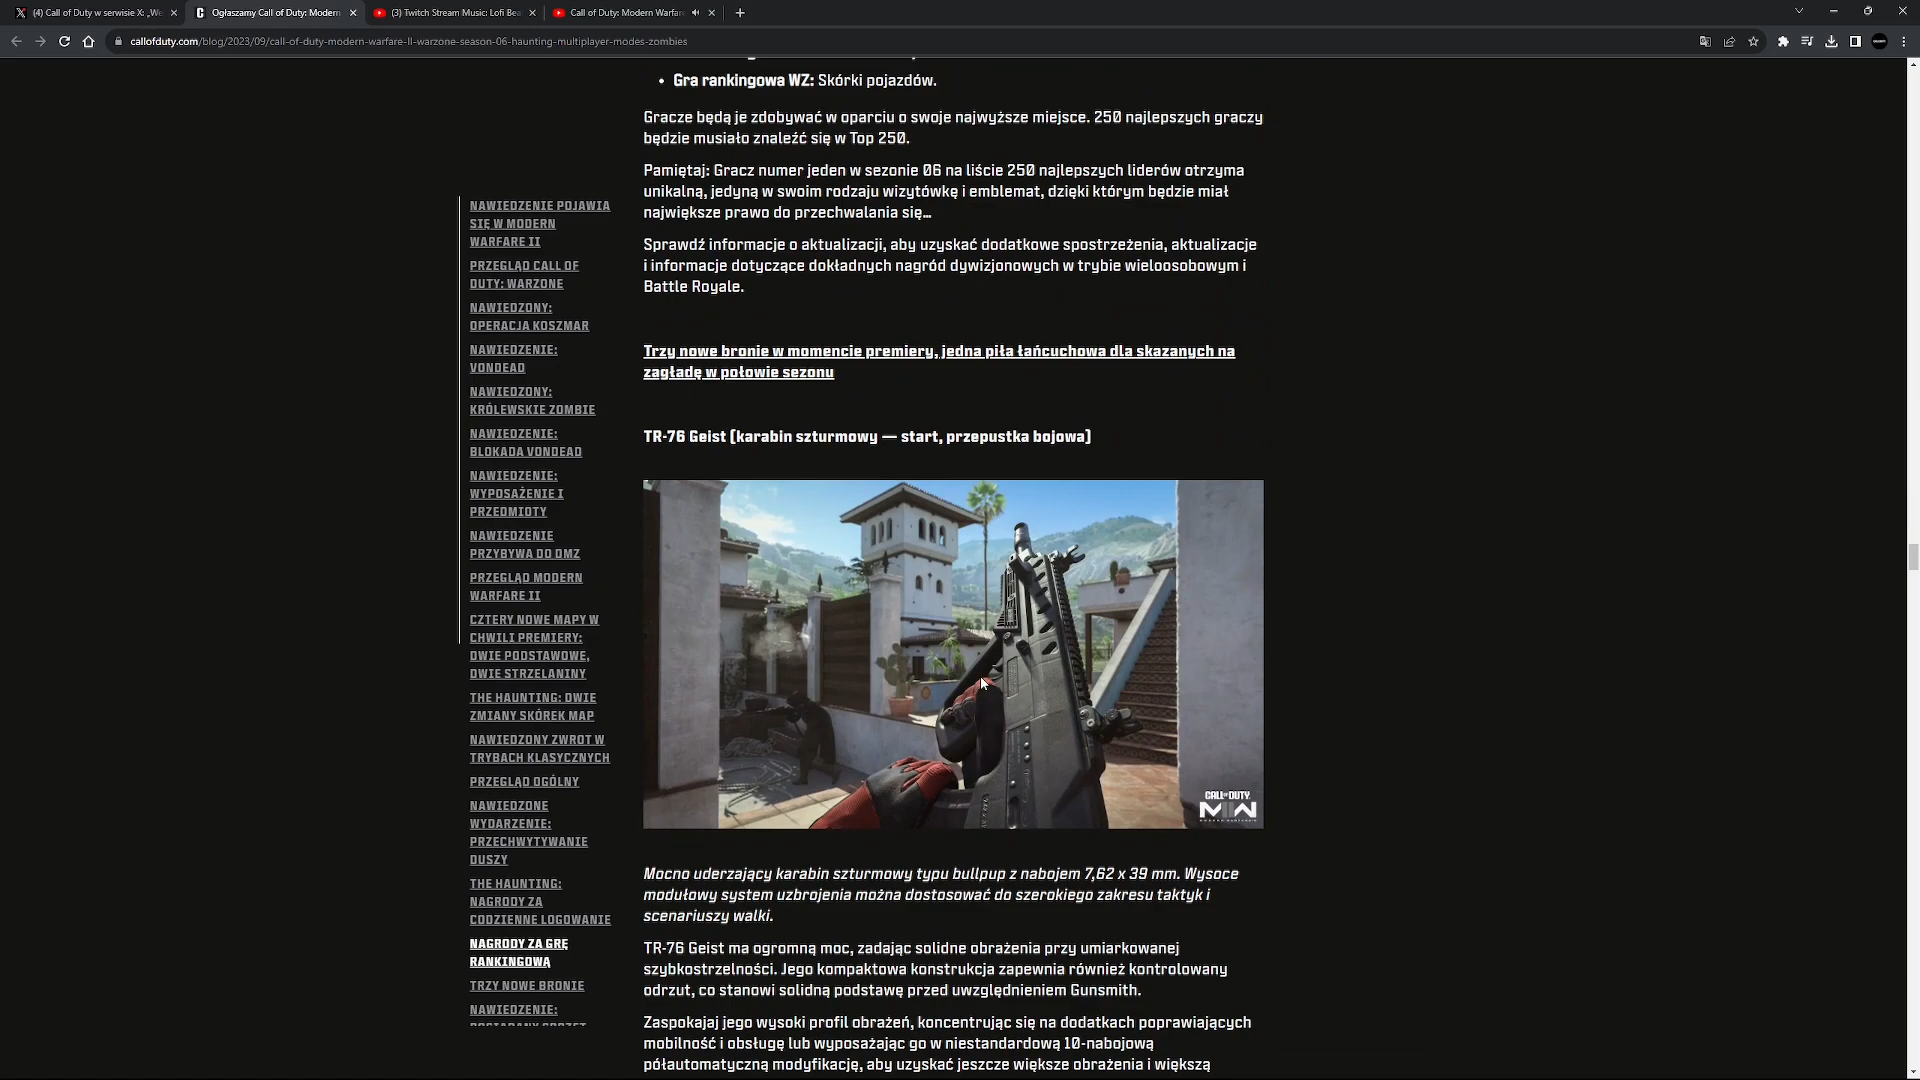 (4) Call of Duty w serwisie X: „We
Ogłaszamy Call of Duty: Modern
(3) Twitch Stream Music: Lofi Bea
Call of Duty: Modern Warfare
callofduty.com/blog/2023/09/call-of-duty-modern-warfare-II-warzone-season-06-haunting-multiplayer-modes-zombies
• Gra rankingowa WZ: Skórki pojazdów.
Gracze będą je zdobywać w oparciu o swoje najwyższe miejsce. 250 najlepszych graczy
będzie musiało znaleźć się w Top 250.
Pamiętaj: Gracz numer jeden w sezonie 06 na liście 250 najlepszych liderów otrzyma
unikalną, jedyną w swoim rodzaju wizytówkę i emblemat, dzięki którym będzie miał
największe prawo do przechwalania się...
Sprawdź informacje o aktualizacji, aby uzyskać dodatkowe spostrzeżenia, aktualizacje
i informacje dotyczące dokładnych nagród dywizjonowych w trybie wieloosobowym i
Battle Royale.
Trzy nowe bronie w momencie premiery, jedna piła łańcuchowa dla skazanych na
zagładę w połowie sezonu
TR-76 Geist (karabin szturmowy — start, przepustka bojowa)
CALL OF DUTY
MWII
Mocno uderzający karabin szturmowy typu bullpup z nabojem 7,62 x 39 mm. Wysoce
modułowy system uzbrojenia można dostosować do szerokiego zakresu taktyk i
scenariuszy walki.
TR-76 Geist ma ogromną moc, zadając solidne obrażenia przy umiarkowanej
szybkostrzelności. Jego kompaktowa konstrukcja zapewnia również kontrolowany
odrzut, co stanowi solidną podstawę przed uwzględnieniem Gunsmith.
Zaspokajaj jego wysoki profil obrażeń, koncentrując się na dodatkach poprawiających
mobilność i obsługę lub wyposażając go w niestandardową 10-nabojową
półautomatyczną modyfikację, aby uzyskać jeszcze większe obrażenia i większą
NAWIEDZENIE POJAWIA
SIĘ W MODERN
WARFARE II
PRZEGLĄD CALL OF
DUTY: WARZONE
NAWIEDZONY:
OPERACJA KOSZMAR
NAWIEDZENIE:
VONDEAD
NAWIEDZONY:
KRÓLEWSKIE ZOMBIE
NAWIEDZENIE:
BLOKADA VONDEAD
NAWIEDZENIE:
WYPOSAŻENIE I
PRZEDMIOTY
NAWIEDZENIE
PRZYBYWA DO DMZ
PRZEGLĄD MODERN
WARFARE II
CZTERY NOWE MAPY W
CHWILI PREMIERY:
DWIE PODSTAWOWE,
DWIE STRZELANINY
THE HAUNTING: DWIE
ZMIANY SKÓREK MAP
NAWIEDZONY ZWROT W
TRYBACH KLASYCZNYCH
PRZEGLĄD OGÓLNY
NAWIEDZONE
WYDARZENIE:
PRZECHWYTYWANIE
DUSZY
THE HAUNTING:
NAGRODY ZA
CODZIENNE LOGOWANIE
NAGRODY ZA GRĘ
RANKINGOWĄ
TRZY NOWE BRONIE
NAWIEDZENIE: